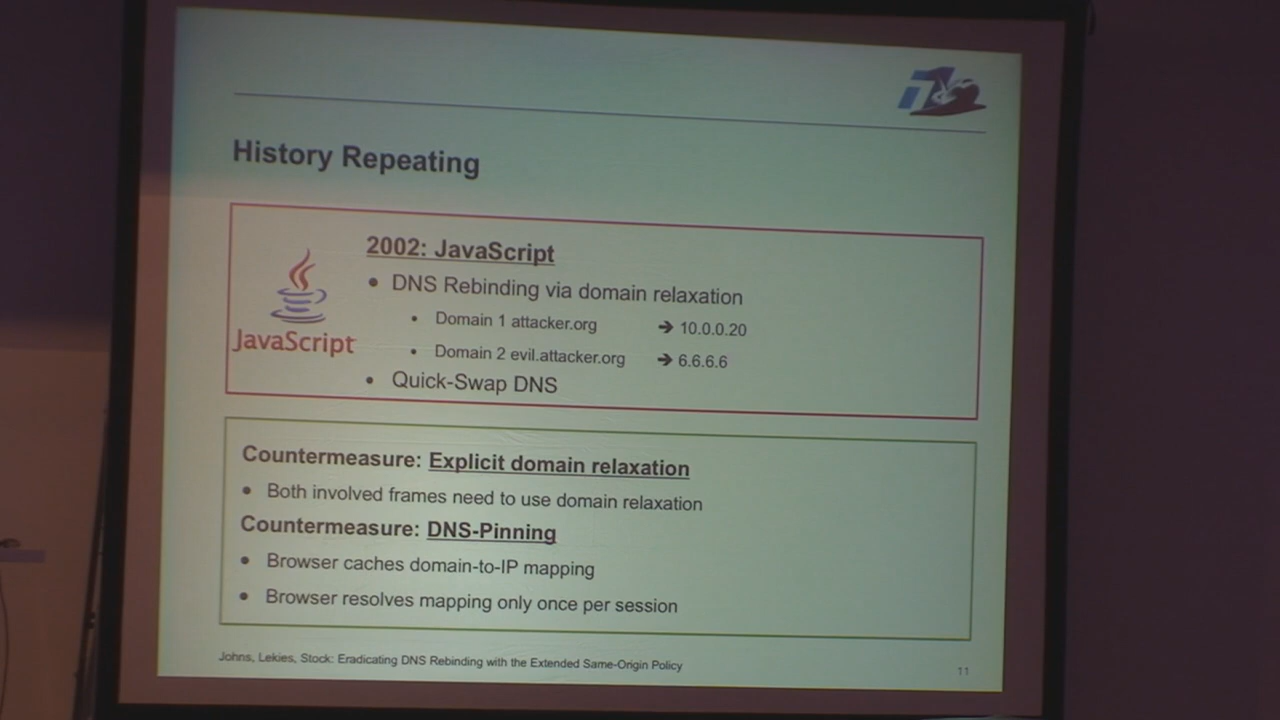 History Repeating
2002: JavaScript
DNS Rebinding via domain relaxation
Domain 1 attacker.org → 10.0.0.20
Domain 2 evil.attacker.org → 6.6.6.6
JavaScript
Quick-Swap DNS
Countermeasure: Explicit domain relaxation
Both involved frames need to use domain relaxation
Countermeasure: DNS-Pinning
Browser caches domain-to-IP mapping
Browser resolves mapping only once per session
Johns, Lekies, Stock: Eradicating DNS Rebinding with the Extended Same-Origin Policy
11